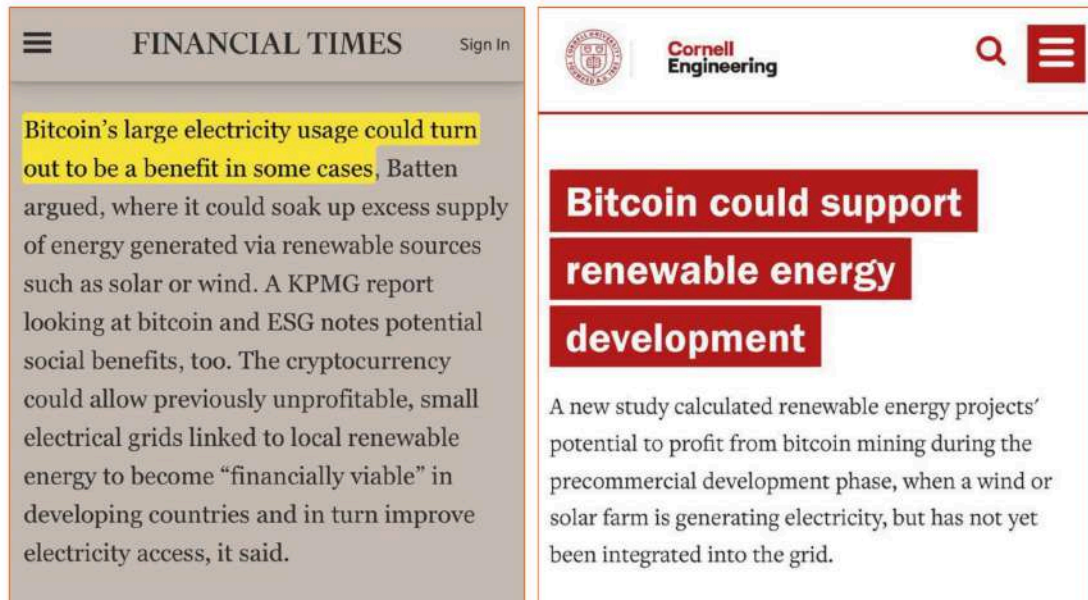 FINANCIAL TIMES
Sign In
Bitcoin’s large electricity usage could turn
out to be a benefit in some cases, Batten
argued, where it could soak up excess supply
of energy generated via renewable sources
such as solar or wind. A KPMG report
looking at bitcoin and ESG notes potential
social benefits, too. The cryptocurrency
could allow previously unprofitable, small
electrical grids linked to local renewable
energy to become “financially viable” in
developing countries and in turn improve
electricity access, it said.
Cornell
Engineering
Bitcoin could support
renewable energy
development
A new study calculated renewable energy projects’
potential to profit from bitcoin mining during the
precommercial development phase, when a wind or
solar farm is generating electricity, but has not yet
been integrated into the grid.